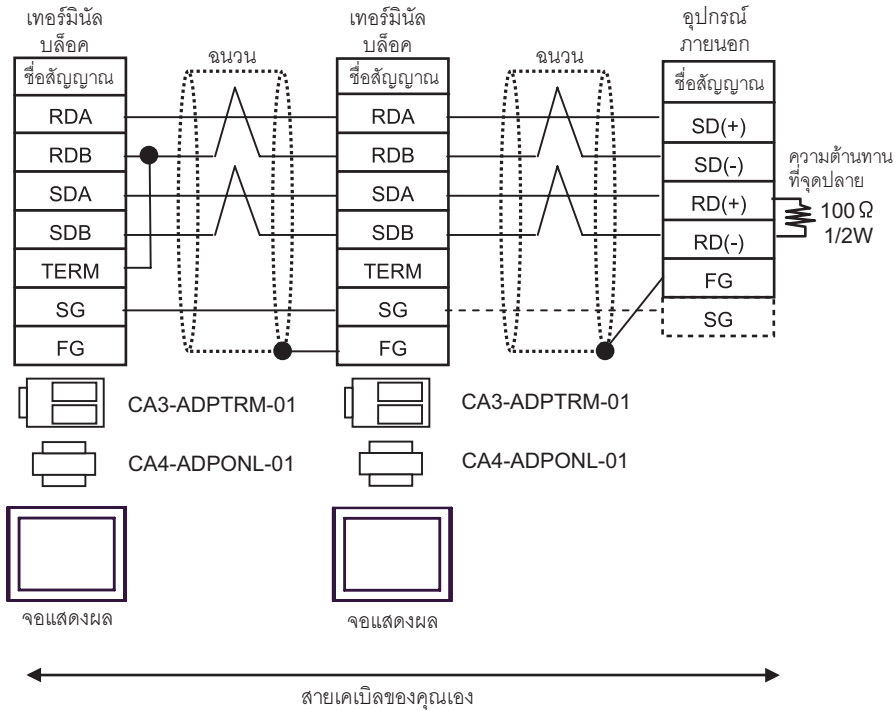 เทอร์มินัล
บล็อค
ชื่อสัญญาณ
RDA
RDB
SDA
SDB
TERM
SG
FG
ฉนวน
เทอร์มินัล
บล็อค
ชื่อสัญญาณ
RDA
RDB
SDA
SDB
TERM
SG
FG
ฉนวน
อุปกรณ์
ภายนอก
ชื่อสัญญาณ
SD(+)
SD(-)
RD(+)
RD(-)
FG
SG
ความต้านทาน
ที่จุดปลาย
100 Ω
1/2W
CA3-ADPTRM-01
CA3-ADPTRM-01
CA4-ADPONL-01
CA4-ADPONL-01
จอแสดงผล
จอแสดงผล
สายเคเบิลของคุณเอง